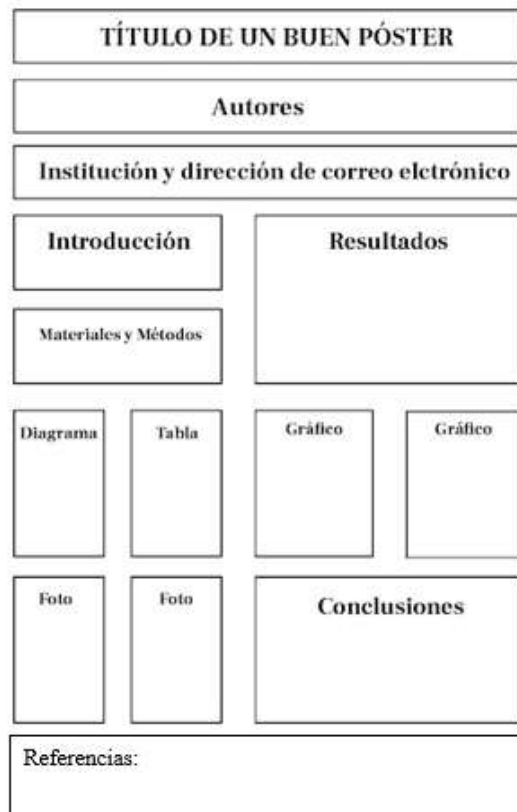 TÍTULO DE UN BUEN PÓSTER
Autores
Institución y dirección de correo elctrónico
Introducción
Resultados
Materiales y Métodos
Diagrama
Tabla
Gráfico
Gráfico
Foto
Foto
Conclusiones
Referencias: